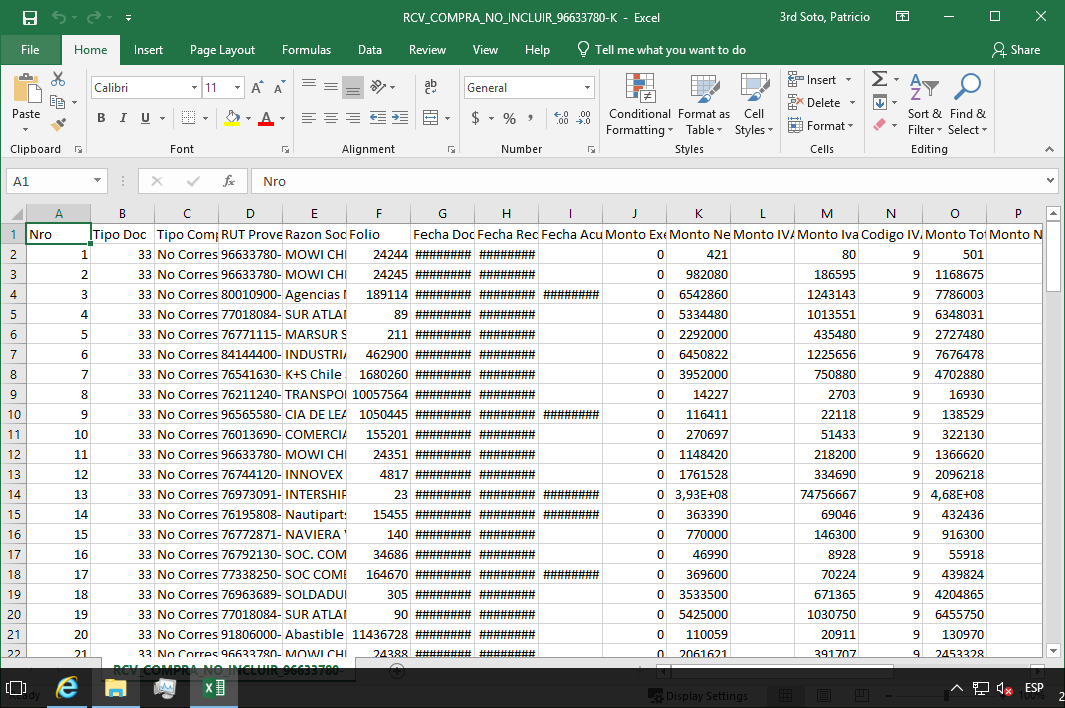 RCV_COMPRA_NO_INCLUIR_96633780-K - Excel
3rd Soto, Patricio
File Home Insert Page Layout Formulas Data Review View Help Tell me what you want to do Share
Paste
Clipboard
Calibri 11
B I U
Font
Alignment
General
$ % ,
Number
Conditional Formatting
Format as Table
Cell Styles
Styles
Insert
Delete
Format
Cells
Sort & Filter
Find & Select
Editing
A1 fx Nro
A B C D E F G H I J K L M N O P
1 Nro Tipo Doc Tipo Comp RUT Prove Razon Soc Folio Fecha Doc Fecha Rec Fecha Acu Monto Exe Monto Ne Monto IVA Monto Iva Codigo IVA Monto Tot Monto N
2 1 33 No Corres 96633780- MOWI CHI 24244 ######## ######## 0 421 80 9 501
3 2 33 No Corres 96633780- MOWI CHI 24245 ######## ######## 0 982080 186595 9 1168675
4 3 33 No Corres 80010900- Agencias 189114 ######## ######## ######## 0 6542860 1243143 9 7786003
5 4 33 No Corres 77018084- SUR ATLAN 89 ######## ######## 0 5334480 1013551 9 6348031
6 5 33 No Corres 76771115- MARSUR S 211 ######## ######## 0 2292000 435480 9 2727480
7 6 33 No Corres 84144400- INDUSTRIA 462900 ######## ######## 0 6450822 1225656 9 7676478
8 7 33 No Corres 76541630- K+S Chile 1680260 ######## ######## 0 3952000 750880 9 4702880
9 8 33 No Corres 76211240- TRANSPO 10057564 ######## ######## 0 14227 2703 9 16930
10 9 33 No Corres 96565580- CIA DE LEA 1050445 ######## ######## ######## 0 116411 22118 9 138529
11 10 33 No Corres 76013690- COMERCIA 155201 ######## ######## 0 270697 51433 9 322130
12 11 33 No Corres 96633780- MOWI CHI 24351 ######## ######## 0 1148420 218200 9 1366620
13 12 33 No Corres 76744120- INNOVEX 4817 ######## ######## 0 1761528 334690 9 2096218
14 13 33 No Corres 76973091- INTERSHIP 23 ######## ######## ######## 0 3,93E+08 74756667 9 4,68E+08
15 14 33 No Corres 76195808- Nautiparts 15455 ######## ######## ######## 0 363390 69046 9 432436
16 15 33 No Corres 76772871- NAVIERA 140 ######## ######## 0 770000 146300 9 916300
17 16 33 No Corres 76792130- SOC. COM 34686 ######## ######## 0 46990 8928 9 55918
18 17 33 No Corres 77338250- SOC COME 164670 ######## ######## ######## 0 369600 70224 9 439824
19 18 33 No Corres 76963689- SOLDADU 305 ######## ######## 0 3533500 671365 9 4204865
20 19 33 No Corres 77018084- SUR ATLAN 90 ######## ######## 0 5425000 1030750 9 6455750
21 20 33 No Corres 91806000- Abastible 11436728 ######## ######## 0 110059 20911 9 130970
22 21 33 No Corres 96633780- MOWI CHI 24388 ######## ######## 0 2061621 391707 9 2453328
RCV_COMPRA_NO_INCLUIR_96633780-
Display Settings
100%
ESP
2